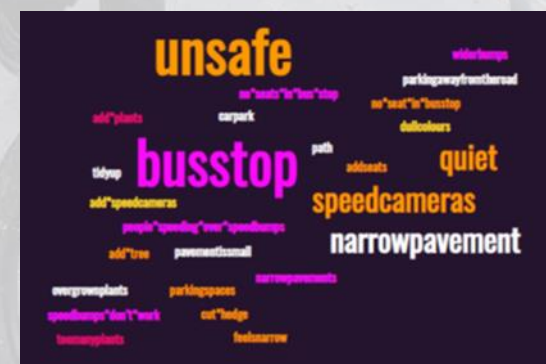 unsafe
widerbumps
parkingawayfromtheroad
no*seats*in*bus*stop
no*seat*in*busstop
add*plants
carpark
dullcolours
path
busstop
quiet
tidyup
addseats
add*speedcameras
speedcameras
people*speeding*over*speedbumps
narrowpavement
add*tree
pavementissmall
narrowpavements
overgrownplants
parkingspaces
speedbumps*don't*work
cut*hedge
toomanyplants
feelsnarrow